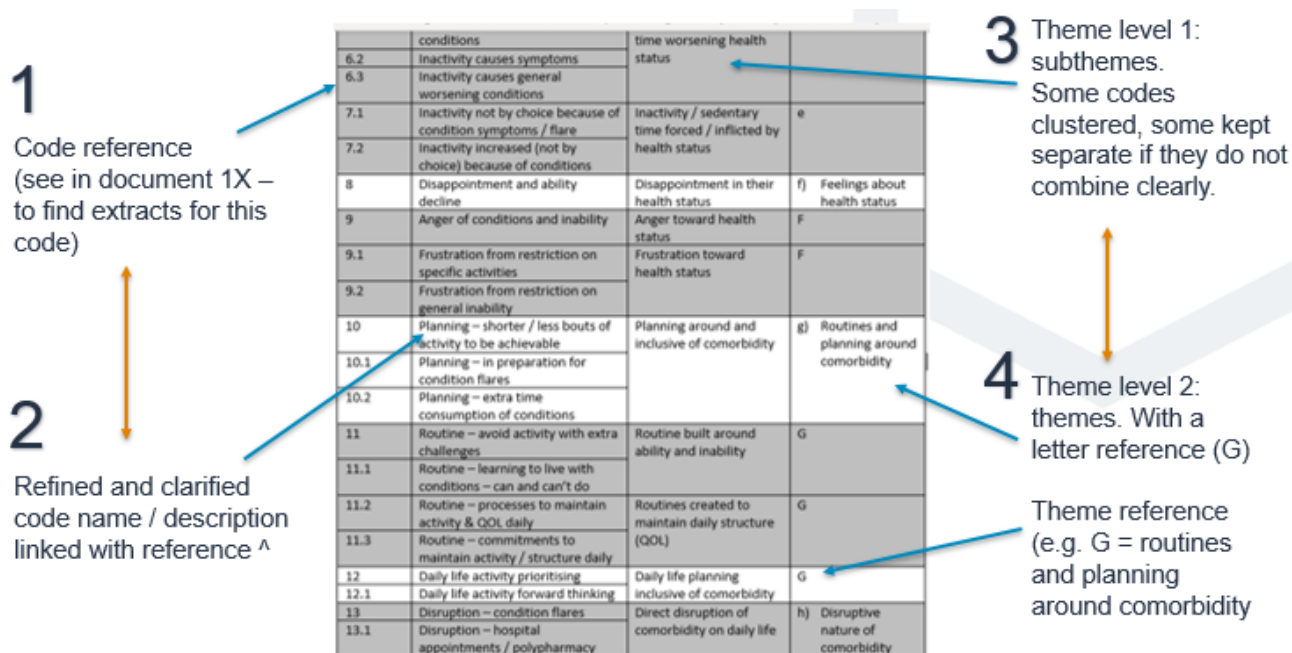 1
Code reference
(see in document 1X –
to find extracts for this
code)
2
Refined and clarified
code name / description
linked with reference ^
conditions
time worsening health
status
6.2
Inactivity causes symptoms
6.3
Inactivity causes general
worsening conditions
7.1
Inactivity not by choice because of
condition symptoms / flare
Inactivity / sedentary
time forced / inflicted by
health status
e
7.2
Inactivity increased (not by
choice) because of conditions
8
Disappointment and ability
decline
Disappointment in their
health status
f) Feelings about
health status
9
Anger of conditions and inability
Anger toward health
status
F
9.1
Frustration from restriction on
specific activities
Frustration toward
health status
F
9.2
Frustration from restriction on
general inability
10
Planning – shorter / less bouts of
activity to be achievable
Planning around and
inclusive of comorbidity
g) Routines and
planning around
comorbidity
10.1
Planning – in preparation for
condition flares
10.2
Planning – extra time
consumption of conditions
11
Routine – avoid activity with extra
challenges
Routine built around
ability and inability
G
11.1
Routine – learning to live with
conditions – can and can't do
11.2
Routine – processes to maintain
activity & QOL daily
Routines created to
maintain daily structure
(QOL)
G
11.3
Routine – commitments to
maintain activity / structure daily
12
Daily life activity prioritising
Daily life planning
inclusive of comorbidity
G
12.1
Daily life activity forward thinking
13
Disruption – condition flares
Direct disruption of
comorbidity on daily life
h) Disruptive
nature of
comorbidity
13.1
Disruption – hospital
appointments / polypharmacy
3
Theme level 1:
subthemes.
Some codes
clustered, some kept
separate if they do not
combine clearly.
4
Theme level 2:
themes. With a
letter reference (G)
Theme reference
(e.g. G = routines
and planning
around comorbidity